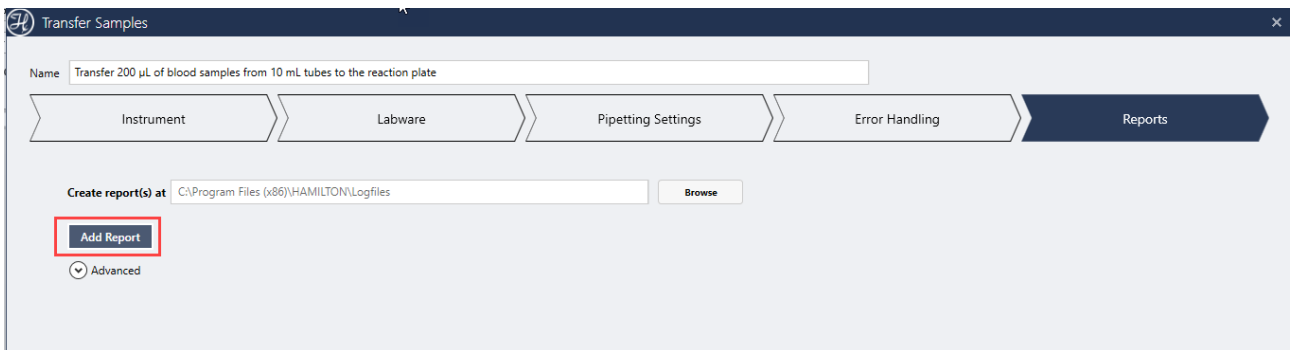 Transfer Samples
Name Transfer 200 µL of blood samples from 10 mL tubes to the reaction plate
Instrument Labware Pipetting Settings Error Handling Reports
Create report(s) at C:\Program Files (x86)\HAMILTON\Logfiles Browse
Add Report
Advanced